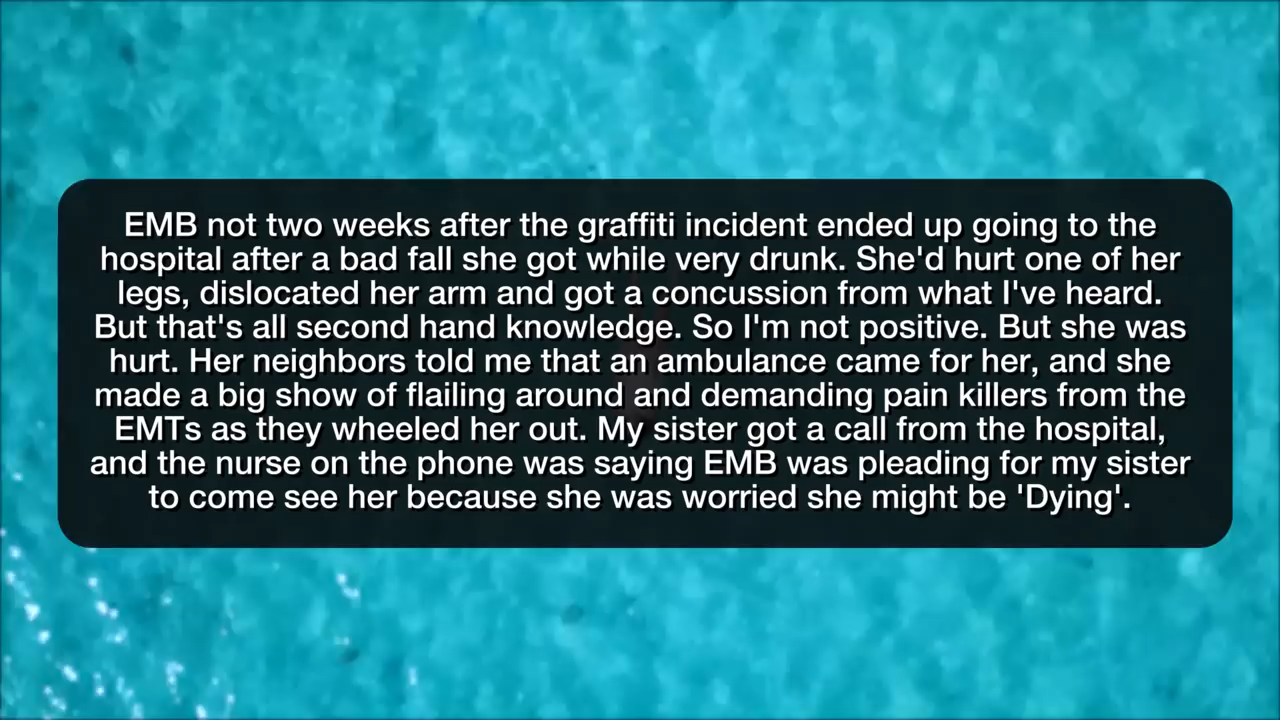 EMB not two weeks after the graffiti incident ended up going to the
hospital after a bad fall she got while very drunk. She'd hurt one of her
legs, dislocated her arm and got a concussion from what I've heard.
But that's all second hand knowledge. So I'm not positive. But she was
hurt. Her neighbors told me that an ambulance came for her, and she
made a big show of flailing around and demanding pain killers from the
EMTs as they wheeled her out. My sister got a call from the hospital,
and the nurse on the phone was saying EMB was pleading for my sister
to come see her because she was worried she might be 'Dying'.